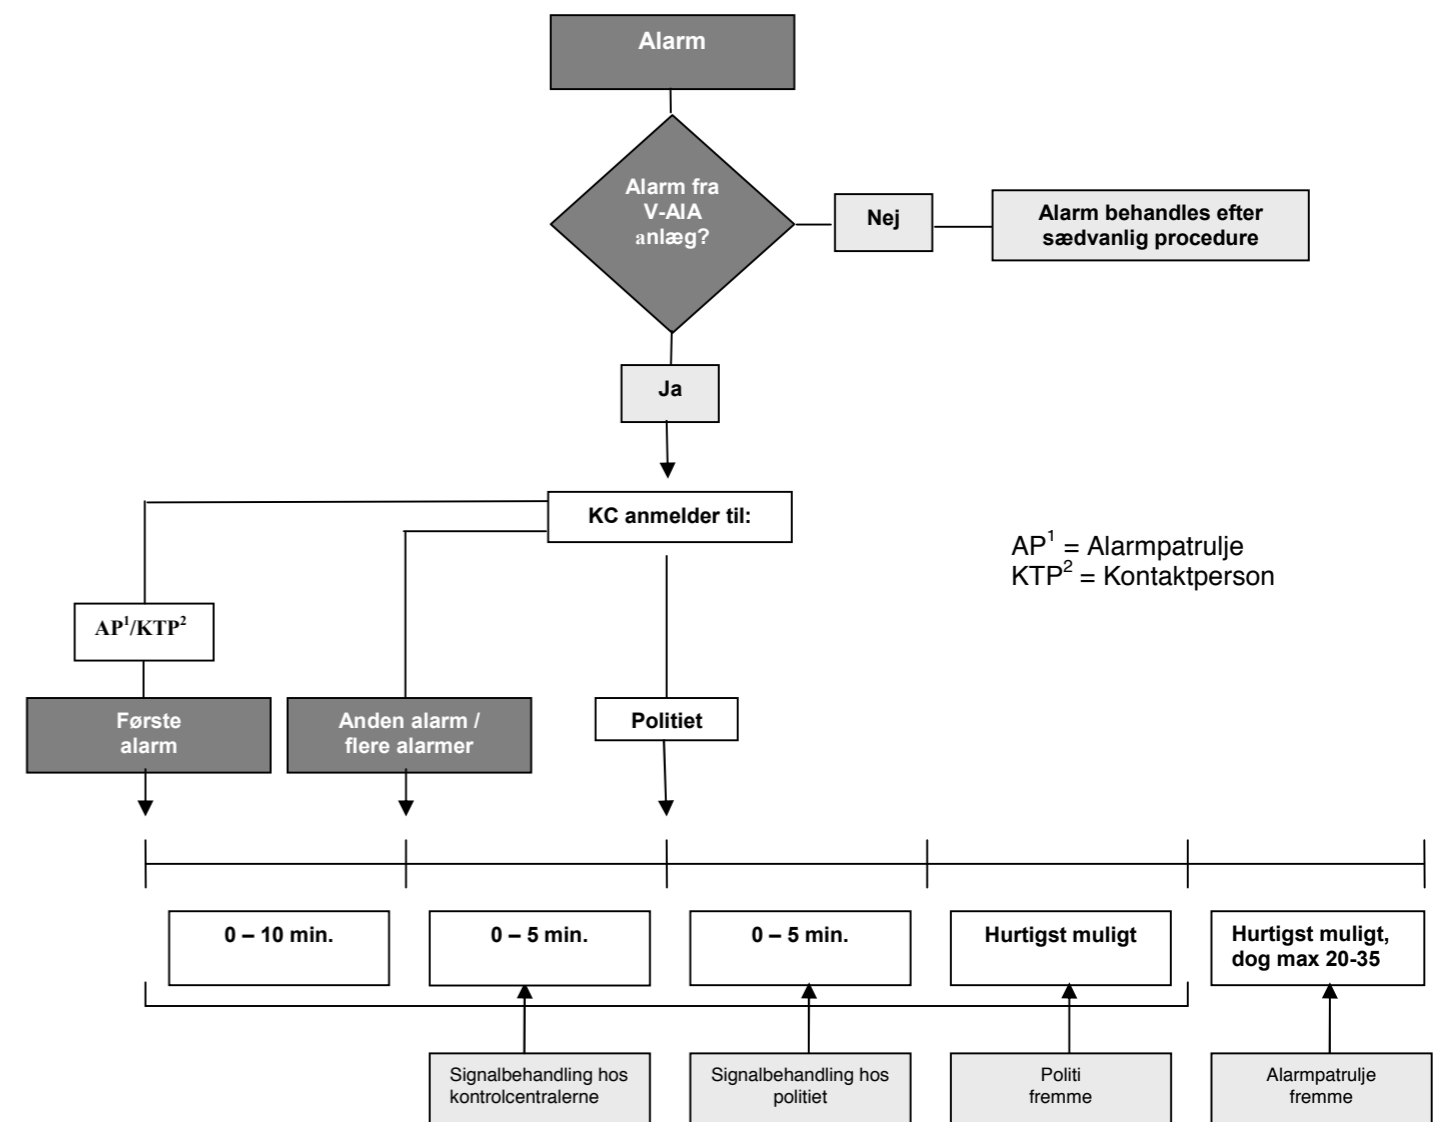 Alarm
Alarm fra
V-AIA
anlæg?
Nej
Alarm behandles efter
sædvanlig procedure
Ja
KC anmelder til:
AP¹ = Alarmpatrulje
KTP² = Kontaktperson
AP¹/KTP²
Første
alarm
Anden alarm /
flere alarmer
Politiet
0 – 10 min.
0 – 5 min.
0 – 5 min.
Hurtigst muligt
Hurtigst muligt,
dog max 20-35
Signalbehandling hos
kontrolcentralerne
Signalbehandling hos
politiet
Politi
fremme
Alarmpatrulje
fremme